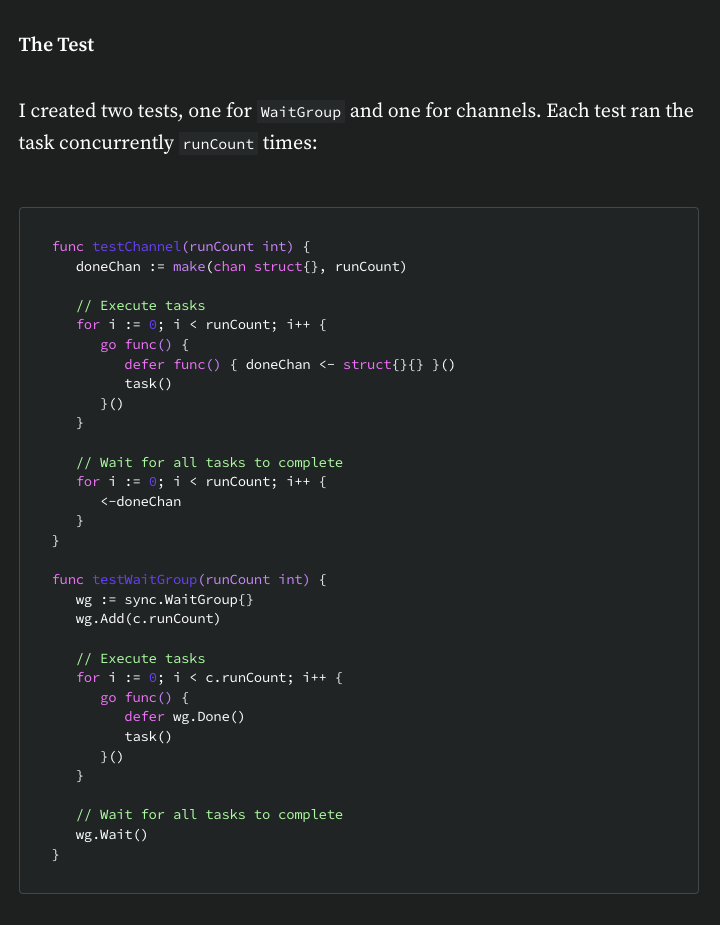 The Test
I created two tests, one for WaitGroup and one for channels. Each test ran the
task concurrently runCount times:
func testChannel(runCount int) {
   doneChan := make(chan struct{}, runCount)

   // Execute tasks
   for i := 0; i < runCount; i++ {
      go func() {
         defer func() { doneChan <- struct{}{} }()
         task()
      }()
   }

   // Wait for all tasks to complete
   for i := 0; i < runCount; i++ {
      <-doneChan
   }
}

func testWaitGroup(runCount int) {
   wg := sync.WaitGroup{}
   wg.Add(c.runCount)

   // Execute tasks
   for i := 0; i < c.runCount; i++ {
      go func() {
         defer wg.Done()
         task()
      }()
   }

   // Wait for all tasks to complete
   wg.Wait()
}